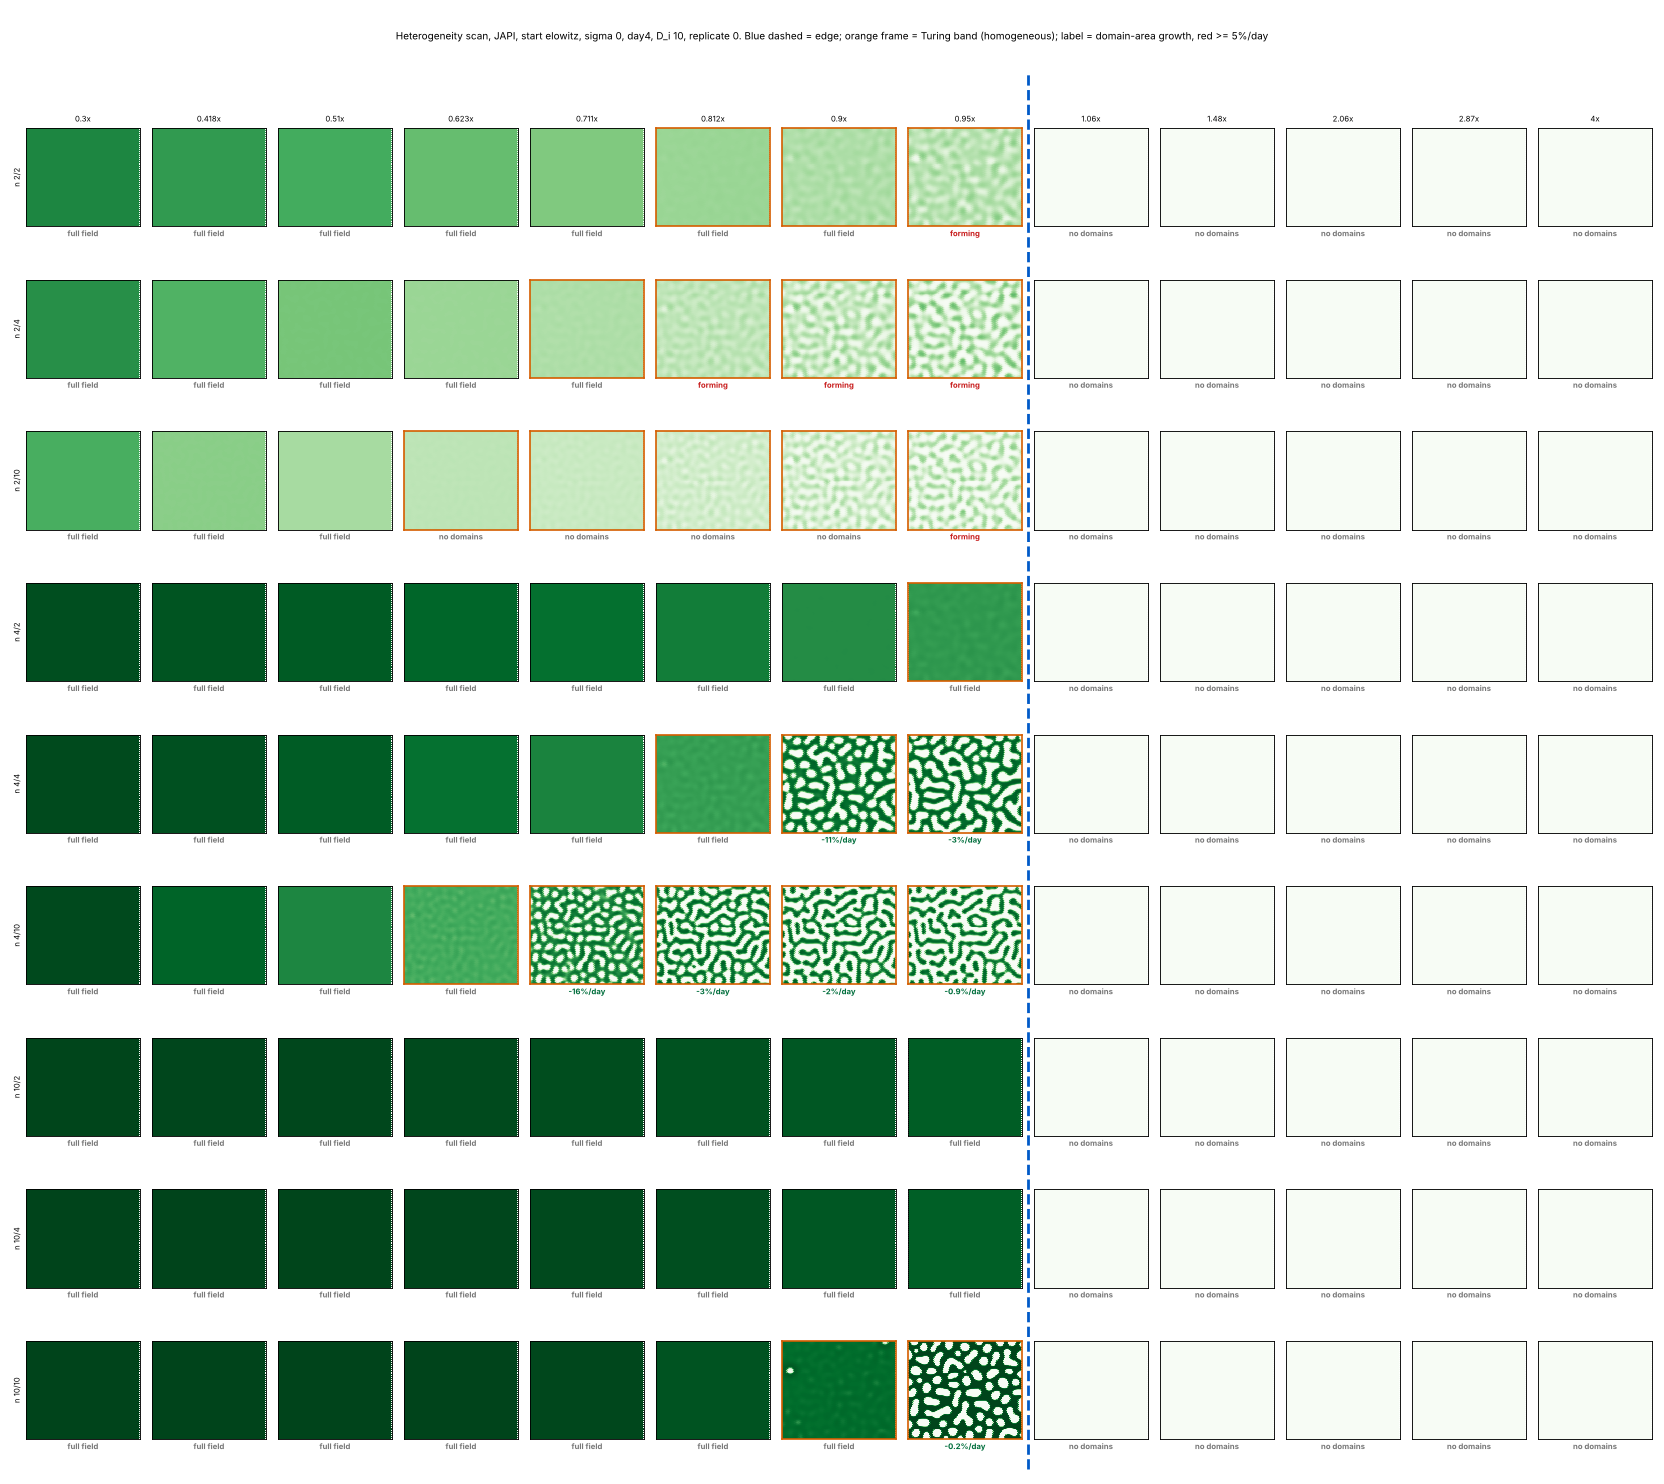 Heterogeneity scan, JAPI, start elowitz, sigma 0, day4, D_i 10, replicate 0. Blue dashed = edge; orange frame = Turing band (homogeneous); label = domain-area growth, red >= 5%/day
0.3x 0.418x 0.51x 0.623x 0.711x 0.812x 0.9x 0.95x 1.06x 1.48x 2.06x 2.87x 4x
n 2/2
full field full field full field full field full field full field full field forming no domains no domains no domains no domains no domains
n 2/4
full field full field full field full field full field forming forming forming no domains no domains no domains no domains no domains
n 2/10
full field full field full field no domains no domains no domains no domains forming no domains no domains no domains no domains no domains
n 4/2
full field full field full field full field full field full field full field full field no domains no domains no domains no domains no domains
n 4/4
full field full field full field full field full field full field -11%/day -3%/day no domains no domains no domains no domains no domains
n 4/10
full field full field full field full field -16%/day -3%/day -2%/day -0.9%/day no domains no domains no domains no domains no domains
n 10/2
full field full field full field full field full field full field full field full field no domains no domains no domains no domains no domains
n 10/4
full field full field full field full field full field full field full field full field no domains no domains no domains no domains no domains
n 10/10
full field full field full field full field full field full field full field -0.2%/day no domains no domains no domains no domains no domains